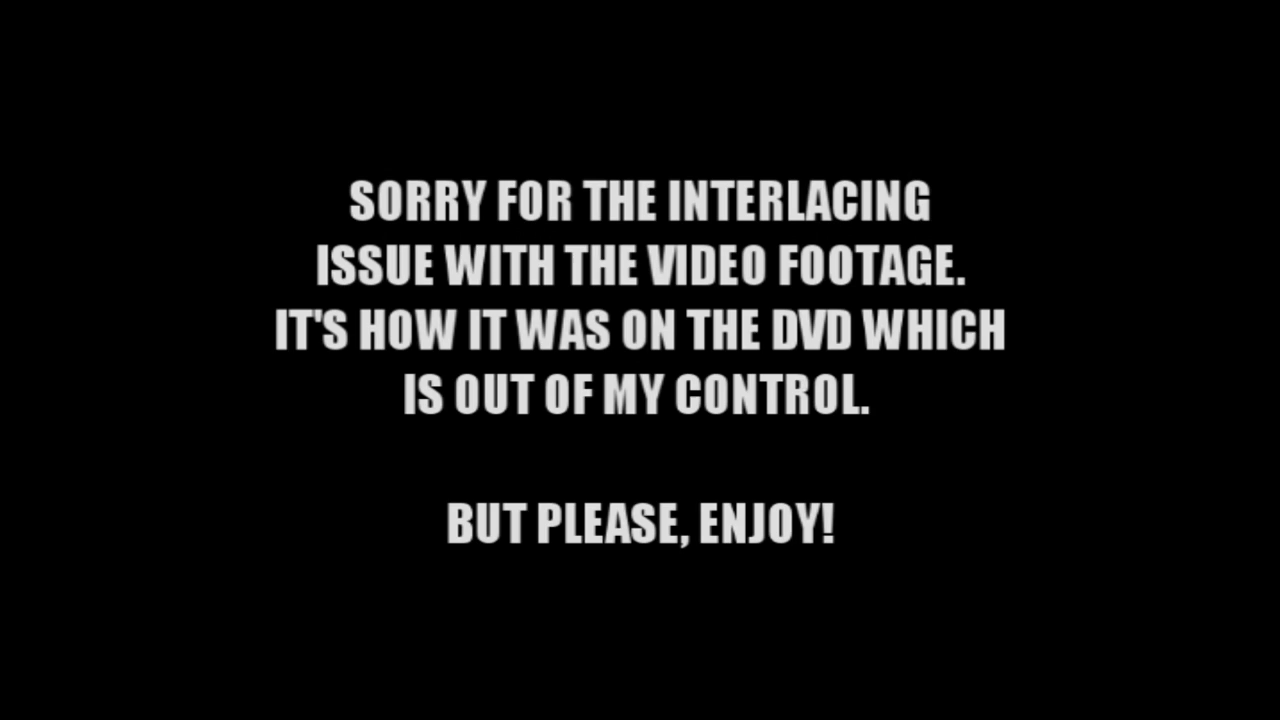 SORRY FOR THE INTERLACING
ISSUE WITH THE VIDEO FOOTAGE.
IT'S HOW IT WAS ON THE DVD WHICH
IS OUT OF MY CONTROL.
BUT PLEASE, ENJOY!